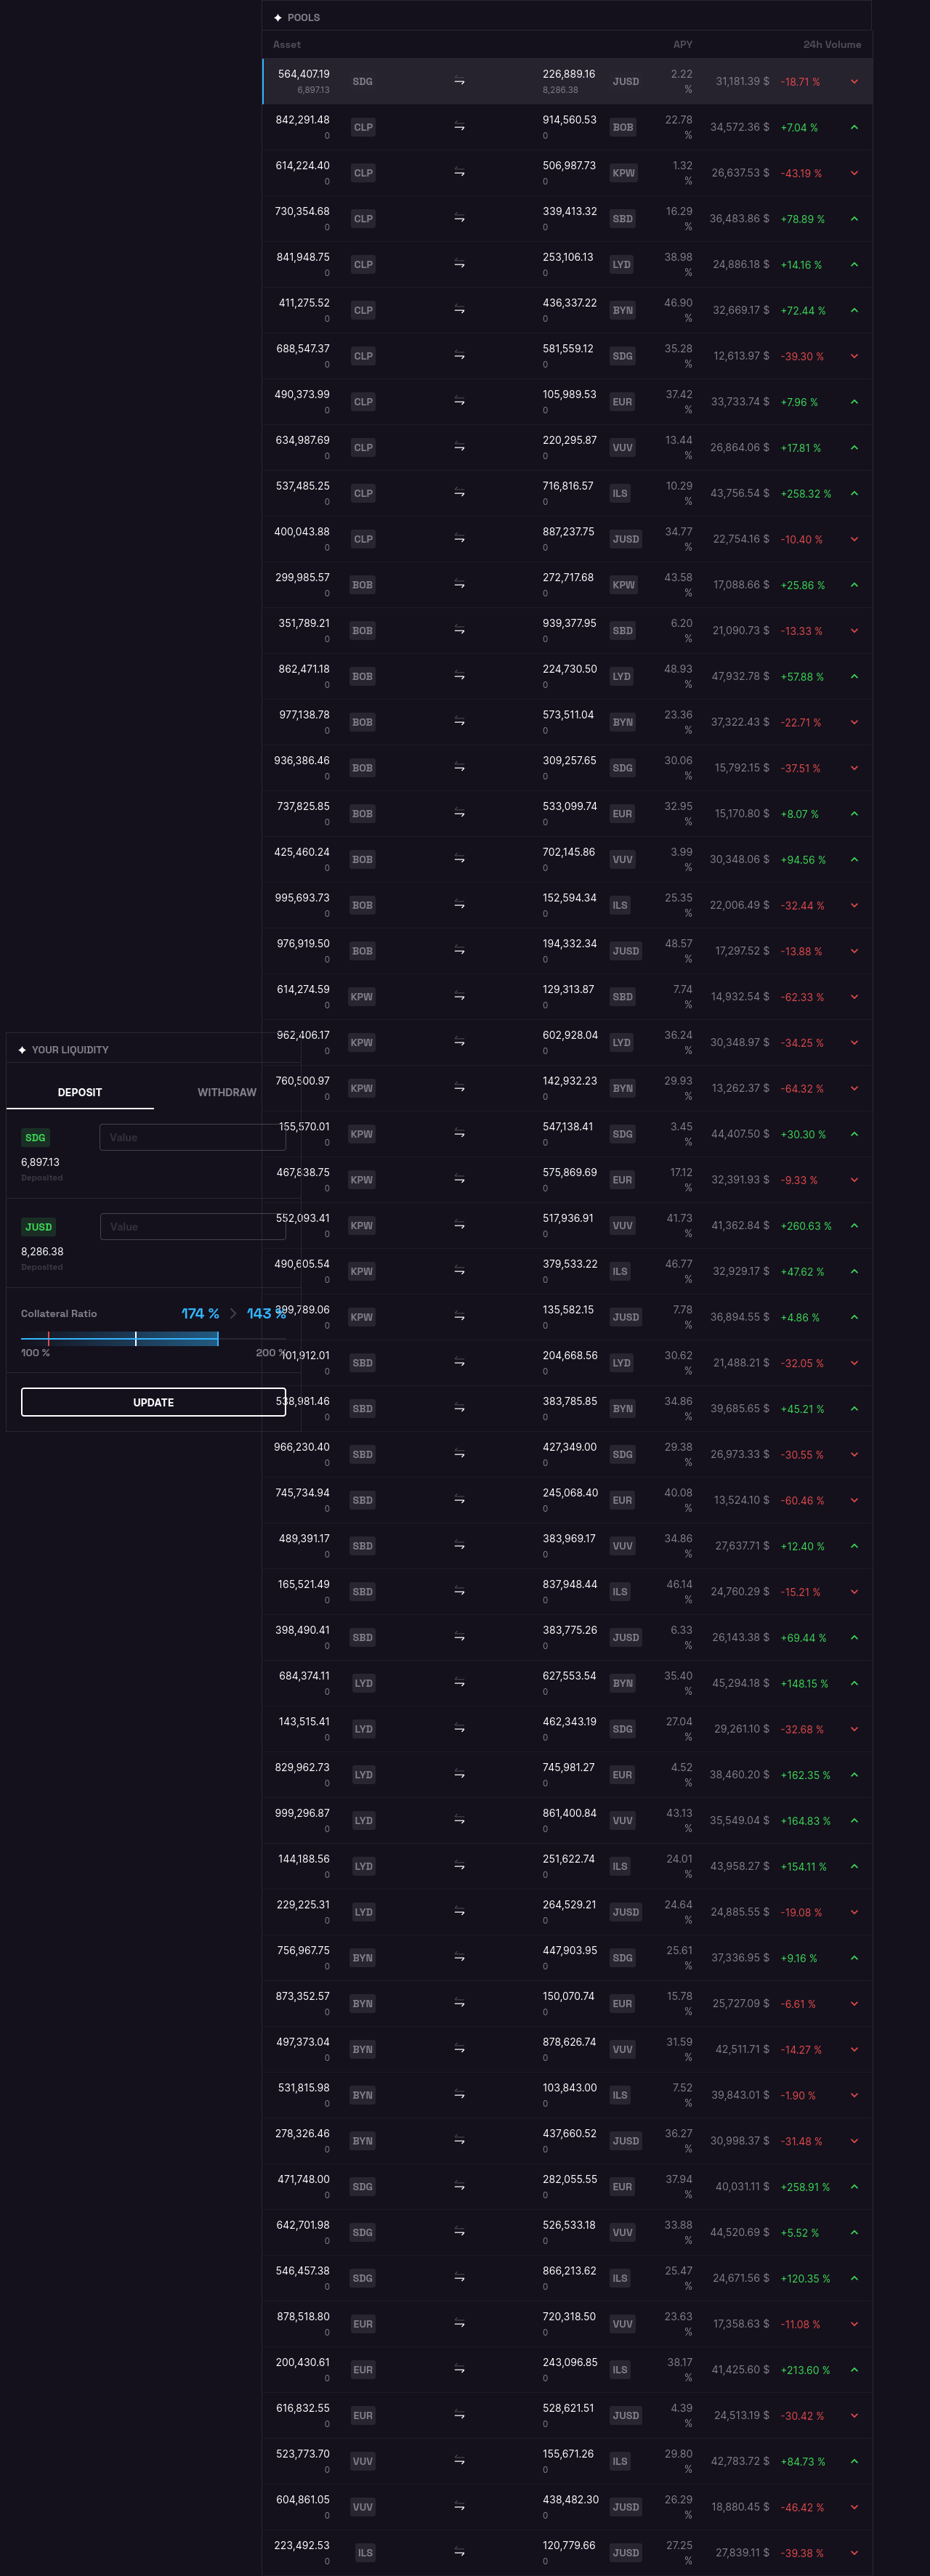 POOLS
Asset APY 24h Volume
564,407.19 SDG 226,889.16 JUSD 2.22 % 31,181.39 $ -18.71 %
6,897.13 8,286.38
842,291.48 CLP 914,560.53 BOB 22.78 % 34,572.36 $ +7.04 %
0 0
614,224.40 CLP 506,987.73 KPW 1.32 % 26,637.53 $ -43.19 %
0 0
730,354.68 CLP 339,413.32 SBD 16.29 % 36,483.86 $ +78.89 %
0 0
841,948.75 CLP 253,106.13 LYD 38.98 % 24,886.18 $ +14.16 %
0 0
411,275.52 CLP 436,337.22 BYN 46.90 % 32,669.17 $ +72.44 %
0 0
688,547.37 CLP 581,559.12 SDG 35.28 % 12,613.97 $ -39.30 %
0 0
490,373.99 CLP 105,989.53 EUR 37.42 % 33,733.74 $ +7.96 %
0 0
634,987.69 CLP 220,295.87 VUV 13.44 % 26,864.06 $ +17.81 %
0 0
537,485.25 CLP 716,816.57 ILS 10.29 % 43,756.54 $ +258.32 %
0 0
400,043.88 CLP 887,237.75 JUSD 34.77 % 22,754.16 $ -10.40 %
0 0
299,985.57 BOB 272,717.68 KPW 43.58 % 17,088.66 $ +25.86 %
0 0
351,789.21 BOB 939,377.95 SBD 6.20 % 21,090.73 $ -13.33 %
0 0
862,471.18 BOB 224,730.50 LYD 48.93 % 47,932.78 $ +57.88 %
0 0
977,138.78 BOB 573,511.04 BYN 23.36 % 37,322.43 $ -22.71 %
0 0
936,386.46 BOB 309,257.65 SDG 30.06 % 15,792.15 $ -37.51 %
0 0
737,825.85 BOB 533,099.74 EUR 32.95 % 15,170.80 $ +8.07 %
0 0
425,460.24 BOB 702,145.86 VUV 3.99 % 30,348.06 $ +94.56 %
0 0
995,693.73 BOB 152,594.34 ILS 25.35 % 22,006.49 $ -32.44 %
0 0
976,919.50 BOB 194,332.34 JUSD 48.57 % 17,297.52 $ -13.88 %
0 0
614,274.59 KPW 129,313.87 SBD 7.74 % 14,932.54 $ -62.33 %
0 0
962,406.17 KPW 602,928.04 LYD 36.24 % 30,348.97 $ -34.25 %
0 0
760,500.97 KPW 142,932.23 BYN 29.93 % 13,262.37 $ -64.32 %
0 0
155,570.01 KPW 547,138.41 SDG 3.45 % 44,407.50 $ +30.30 %
0 0
467,838.75 KPW 575,869.69 EUR 17.12 % 32,391.93 $ -9.33 %
0 0
552,093.41 KPW 517,936.91 VUV 41.73 % 41,362.84 $ +260.63 %
0 0
490,605.54 KPW 379,533.22 ILS 46.77 % 32,929.17 $ +47.62 %
0 0
399,789.06 KPW 135,582.15 JUSD 7.78 % 36,894.55 $ +4.86 %
0 0
101,912.01 SBD 204,668.56 LYD 30.62 % 21,488.21 $ -32.05 %
0 0
538,981.46 SBD 383,785.85 BYN 34.86 % 39,685.65 $ +45.21 %
0 0
966,230.40 SBD 427,349.00 SDG 29.38 % 26,973.33 $ -30.55 %
0 0
745,734.94 SBD 245,068.40 EUR 40.08 % 13,524.10 $ -60.46 %
0 0
489,391.17 SBD 383,969.17 VUV 34.86 % 27,637.71 $ +12.40 %
0 0
165,521.49 SBD 837,948.44 ILS 46.14 % 24,760.29 $ -15.21 %
0 0
398,490.41 SBD 383,775.26 JUSD 6.33 % 26,143.38 $ +69.44 %
0 0
684,374.11 LYD 627,553.54 BYN 35.40 % 45,294.18 $ +148.15 %
0 0
143,515.41 LYD 462,343.19 SDG 27.04 % 29,261.10 $ -32.68 %
0 0
829,962.73 LYD 745,981.27 EUR 4.52 % 38,460.20 $ +162.35 %
0 0
999,296.87 LYD 861,400.84 VUV 43.13 % 35,549.04 $ +164.83 %
0 0
144,188.56 LYD 251,622.74 ILS 24.01 % 43,958.27 $ +154.11 %
0 0
229,225.31 LYD 264,529.21 JUSD 24.64 % 24,885.55 $ -19.08 %
0 0
756,967.75 BYN 447,903.95 SDG 25.61 % 37,336.95 $ +9.16 %
0 0
873,352.57 BYN 150,070.74 EUR 15.78 % 25,727.09 $ -6.61 %
0 0
497,373.04 BYN 878,626.74 VUV 31.59 % 42,511.71 $ -14.27 %
0 0
531,815.98 BYN 103,843.00 ILS 7.52 % 39,843.01 $ -1.90 %
0 0
278,326.46 BYN 437,660.52 JUSD 36.27 % 30,998.37 $ -31.48 %
0 0
471,748.00 SDG 282,055.55 EUR 37.94 % 40,031.11 $ +258.91 %
0 0
642,701.98 SDG 526,533.18 VUV 33.88 % 44,520.69 $ +5.52 %
0 0
546,457.38 SDG 866,213.62 ILS 25.47 % 24,671.56 $ +120.35 %
0 0
878,518.80 EUR 720,318.50 VUV 23.63 % 17,358.63 $ -11.08 %
0 0
200,430.61 EUR 243,096.85 ILS 38.17 % 41,425.60 $ +213.60 %
0 0
616,832.55 EUR 528,621.51 JUSD 4.39 % 24,513.19 $ -30.42 %
0 0
523,773.70 VUV 155,671.26 ILS 29.80 % 42,783.72 $ +84.73 %
0 0
604,861.05 VUV 438,482.30 JUSD 26.29 % 18,880.45 $ -46.42 %
0 0
223,492.53 ILS 120,779.66 JUSD 27.25 % 27,839.11 $ -39.38 %
0 0
YOUR LIQUIDITY
DEPOSIT WITHDRAW
SDG Value
6,897.13
Deposited
JUSD Value
8,286.38
Deposited
Collateral Ratio 174 % 143 %
100 % 200 %
UPDATE